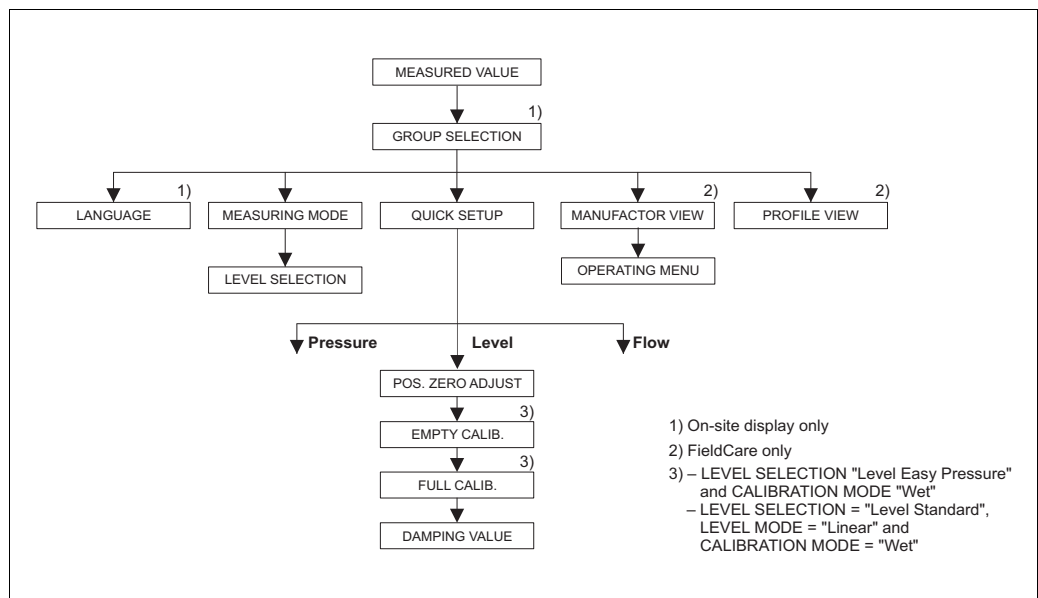 MEASURED VALUE
1)
GROUP SELECTION
1)
2)
2)
LANGUAGE
MEASURING MODE
QUICK SETUP
MANUFACTOR VIEW
PROFILE VIEW
LEVEL SELECTION
OPERATING MENU
Pressure
Level
Flow
POS. ZERO ADJUST
3)
EMPTY CALIB.
3)
FULL CALIB.
DAMPING VALUE
1) On-site display only
2) FieldCare only
3) – LEVEL SELECTION "Level Easy Pressure"
and CALIBRATION MODE "Wet"
– LEVEL SELECTION = "Level Standard",
LEVEL MODE = "Linear" and
CALIBRATION MODE = "Wet"